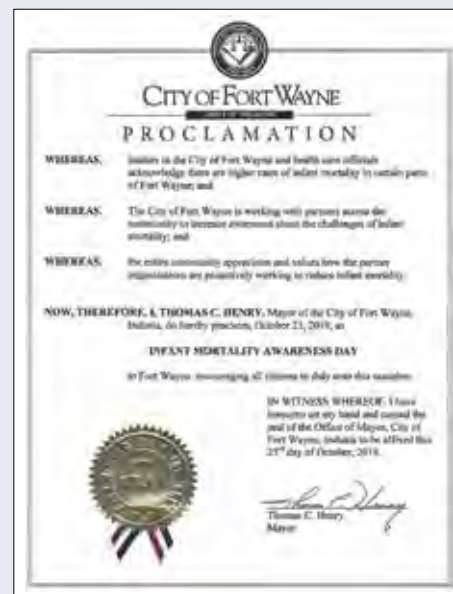 CITY OF FORT WAYNE
PROCLAMATION
WHEREAS, leaders in the City of Fort Wayne and health care officials
acknowledge there are higher rates of infant mortality in certain parts
of Fort Wayne; and
WHEREAS, The City of Fort Wayne is working with partners across the
community to increase awareness about the challenges of infant
mortality; and
WHEREAS, the entire community appreciates and values how the partner
organizations are proactively working to reduce infant mortality.
NOW, THEREFORE, I, THOMAS C. HENRY, Mayor of the City of Fort Wayne,
Indiana, do hereby proclaim, October 23, 2019, as
INFANT MORTALITY AWARENESS DAY
in Fort Wayne encouraging all citizens to duly note this occasion.
IN WITNESS WHEREOF, I have
hereunto set my hand and caused the
seal of the Office of Mayor, City of
Fort Wayne, Indiana to be affixed this
23rd day of October, 2019.
Thomas C. Henry
Thomas C. Henry
Mayor